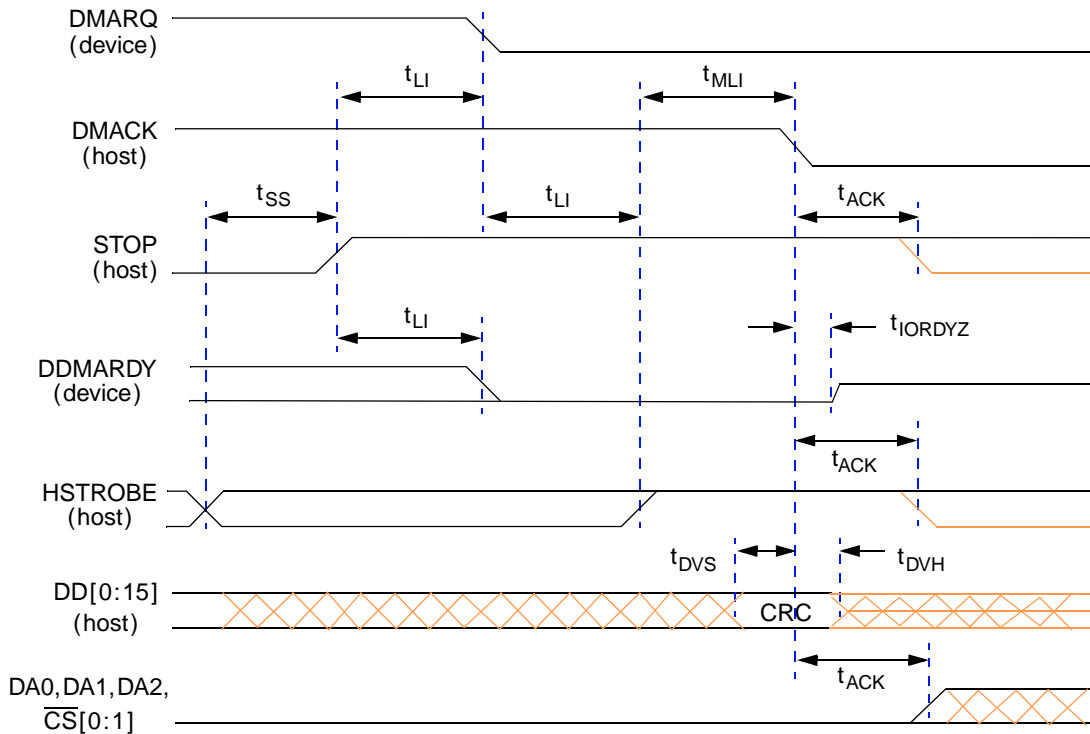 DMARQ
(device)
tLI
tMLI
DMACK
(host)
tSS
tLI
tACK
STOP
(host)
tLI
tIORDYZ
DDMARDY
(device)
tACK
HSTROBE
(host)
tDVS
tDVH
DD[0:15]
(host)
CRC
tACK
DA0,DA1,DA2,
CS[0:1]